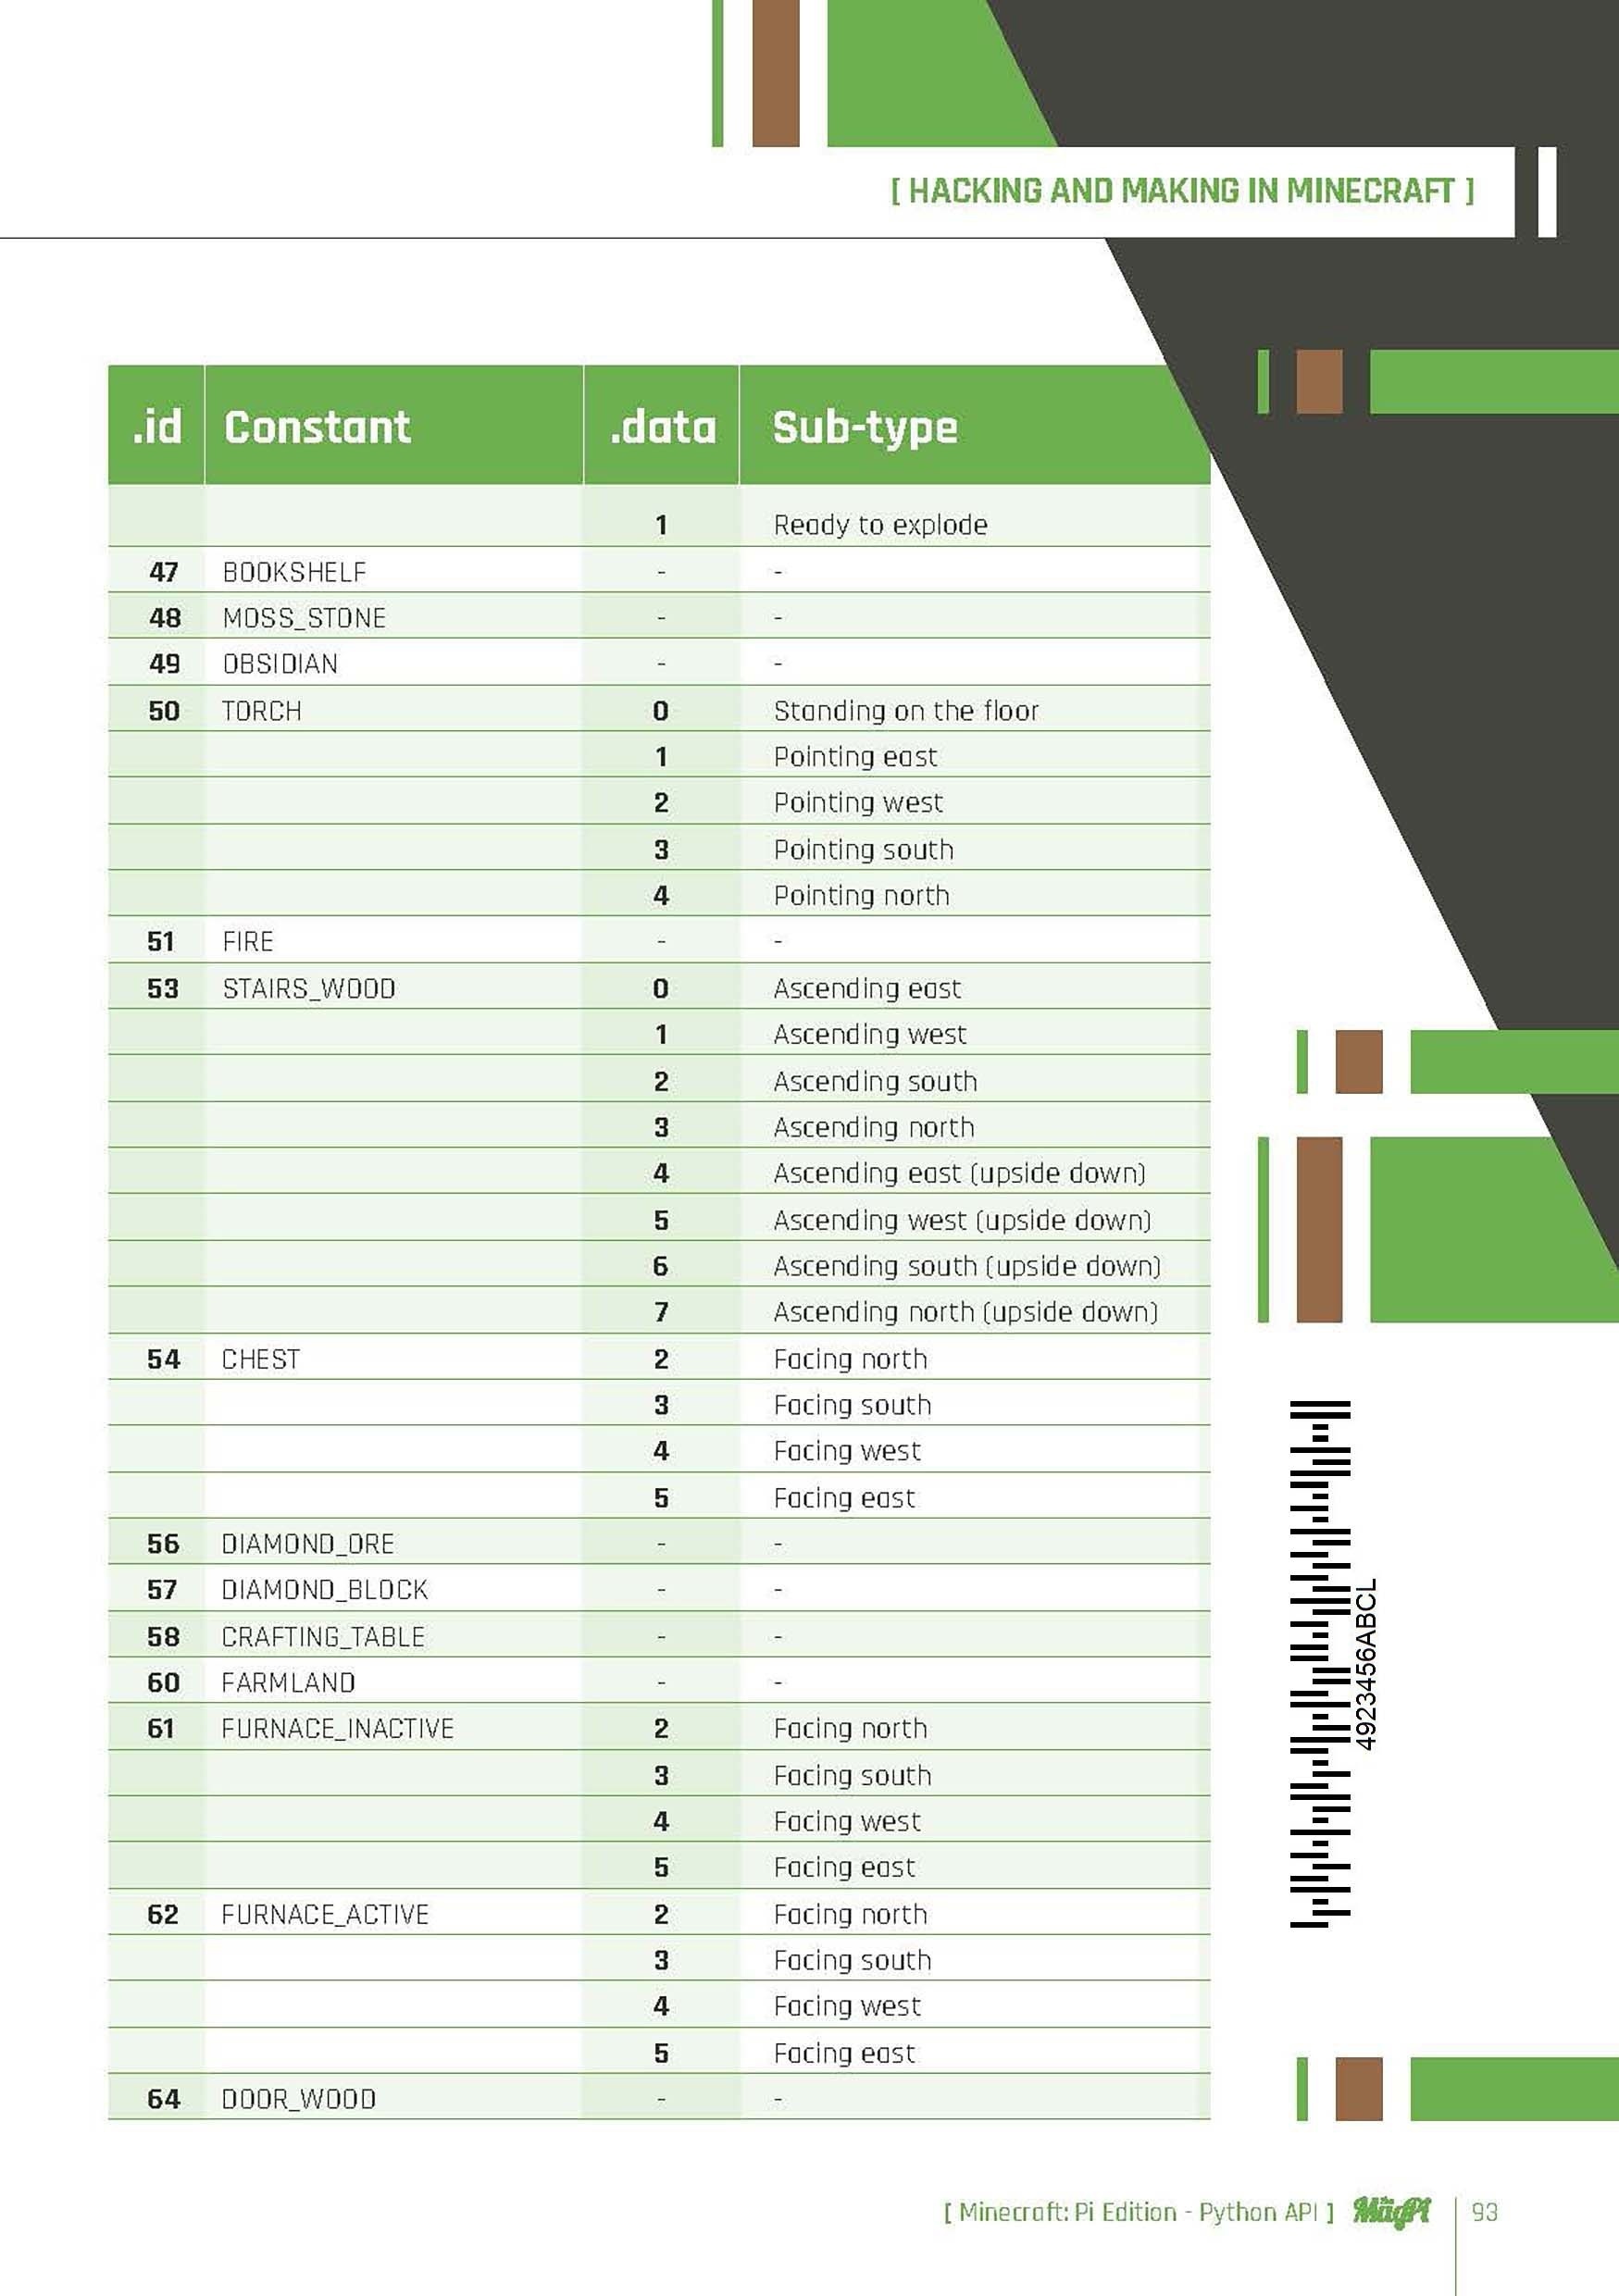 [ HACKING AND MAKING IN MINECRAFT ]
.id Constant .data Sub-type
1 Ready to explode
47 BOOKSHELF - -
48 MOSS_STONE - -
49 OBSIDIAN - -
50 TORCH 0 Standing on the floor
1 Pointing east
2 Pointing west
3 Pointing south
4 Pointing north
51 FIRE - -
53 STAIRS_WOOD 0 Ascending east
1 Ascending west
2 Ascending south
3 Ascending north
4 Ascending east (upside down)
5 Ascending west (upside down)
6 Ascending south (upside down)
7 Ascending north (upside down)
54 CHEST 2 Facing north
3 Facing south
4 Facing west
5 Facing east
56 DIAMOND_ORE - -
57 DIAMOND_BLOCK - -
58 CRAFTING_TABLE - -
60 FARMLAND - -
61 FURNACE_INACTIVE 2 Facing north
3 Facing south
4 Facing west
5 Facing east
62 FURNACE_ACTIVE 2 Facing north
3 Facing south
4 Facing west
5 Facing east
64 DOOR_WOOD - -
4923456ABCL
[ Minecraft: Pi Edition - Python API ] The MagPi 93